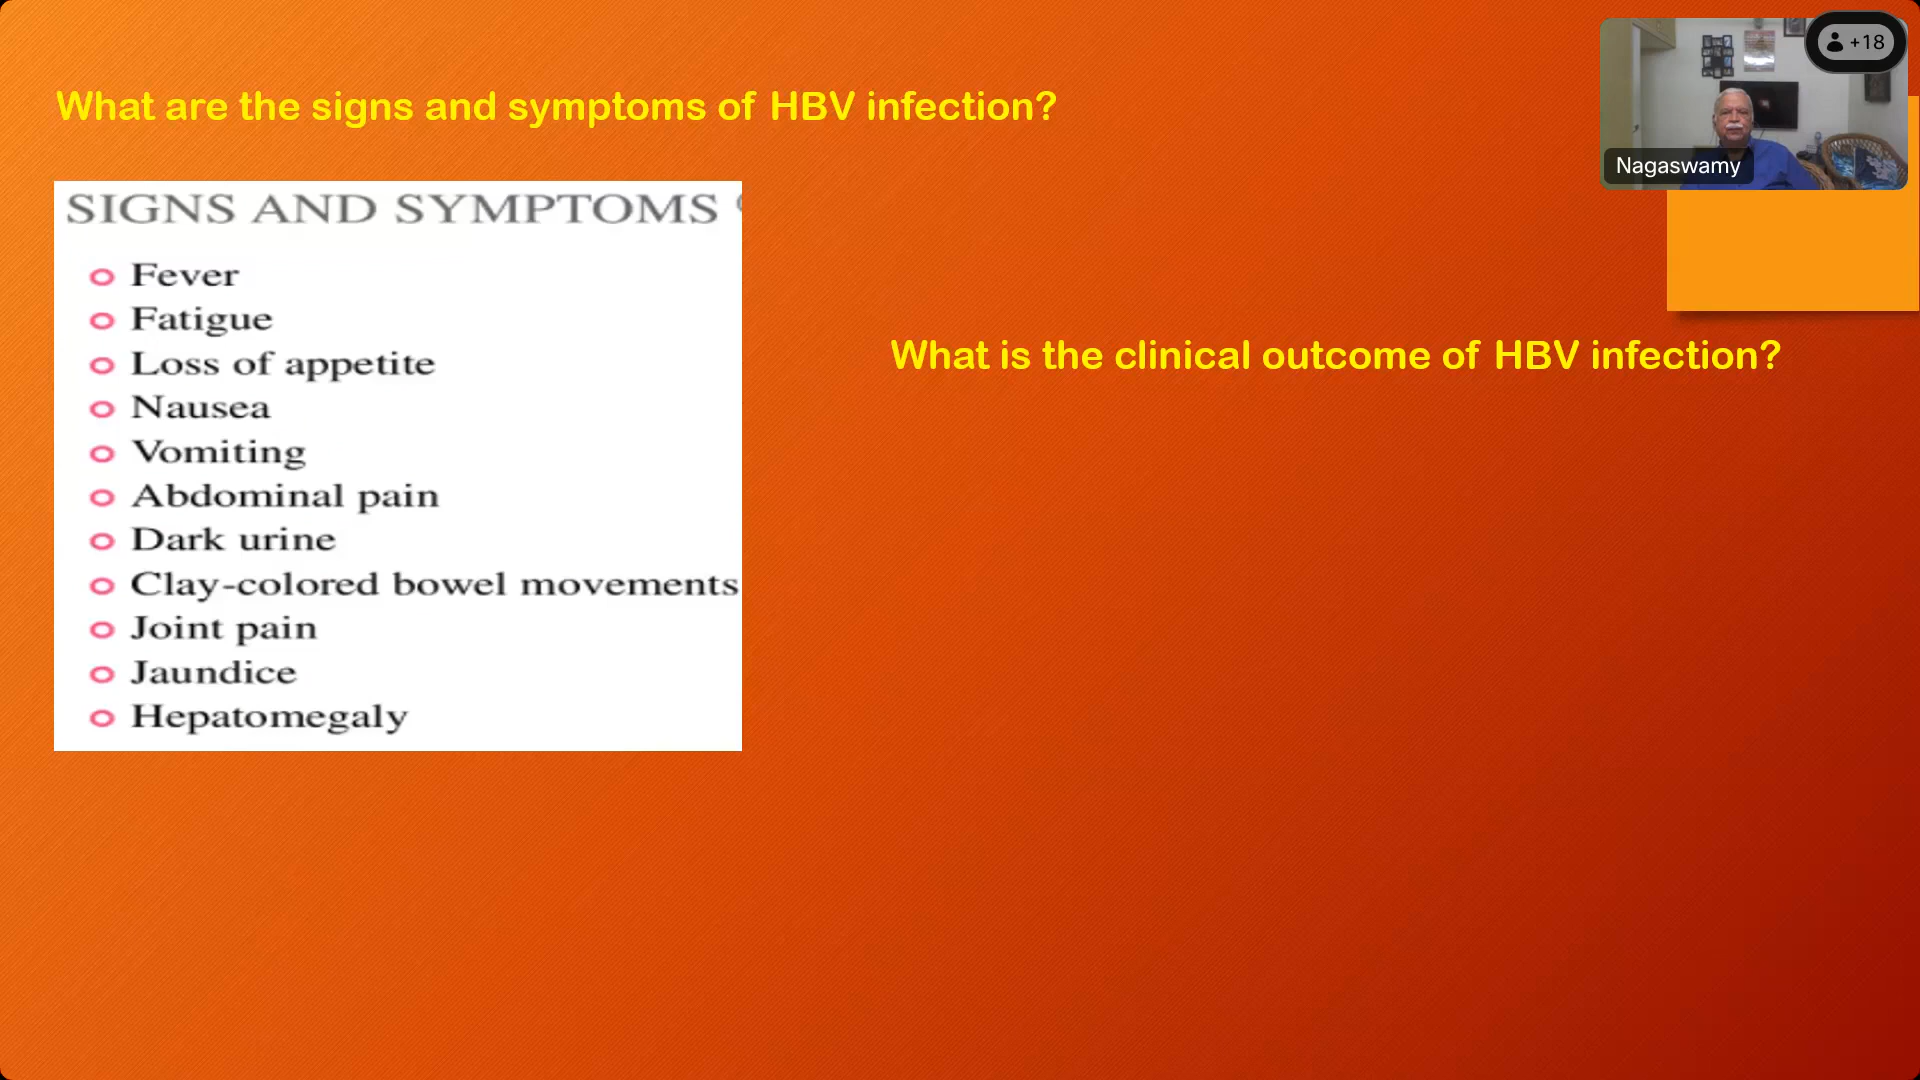 +18
What are the signs and symptoms of HBV infection?
Nagaswamy
SIGNS AND SYMPTOMS
Fever
Fatigue
Loss of appetite
Nausea
Vomiting
Abdominal pain
Dark urine
Clay-colored bowel movements
Joint pain
Jaundice
Hepatomegaly
What is the clinical outcome of HBV infection?